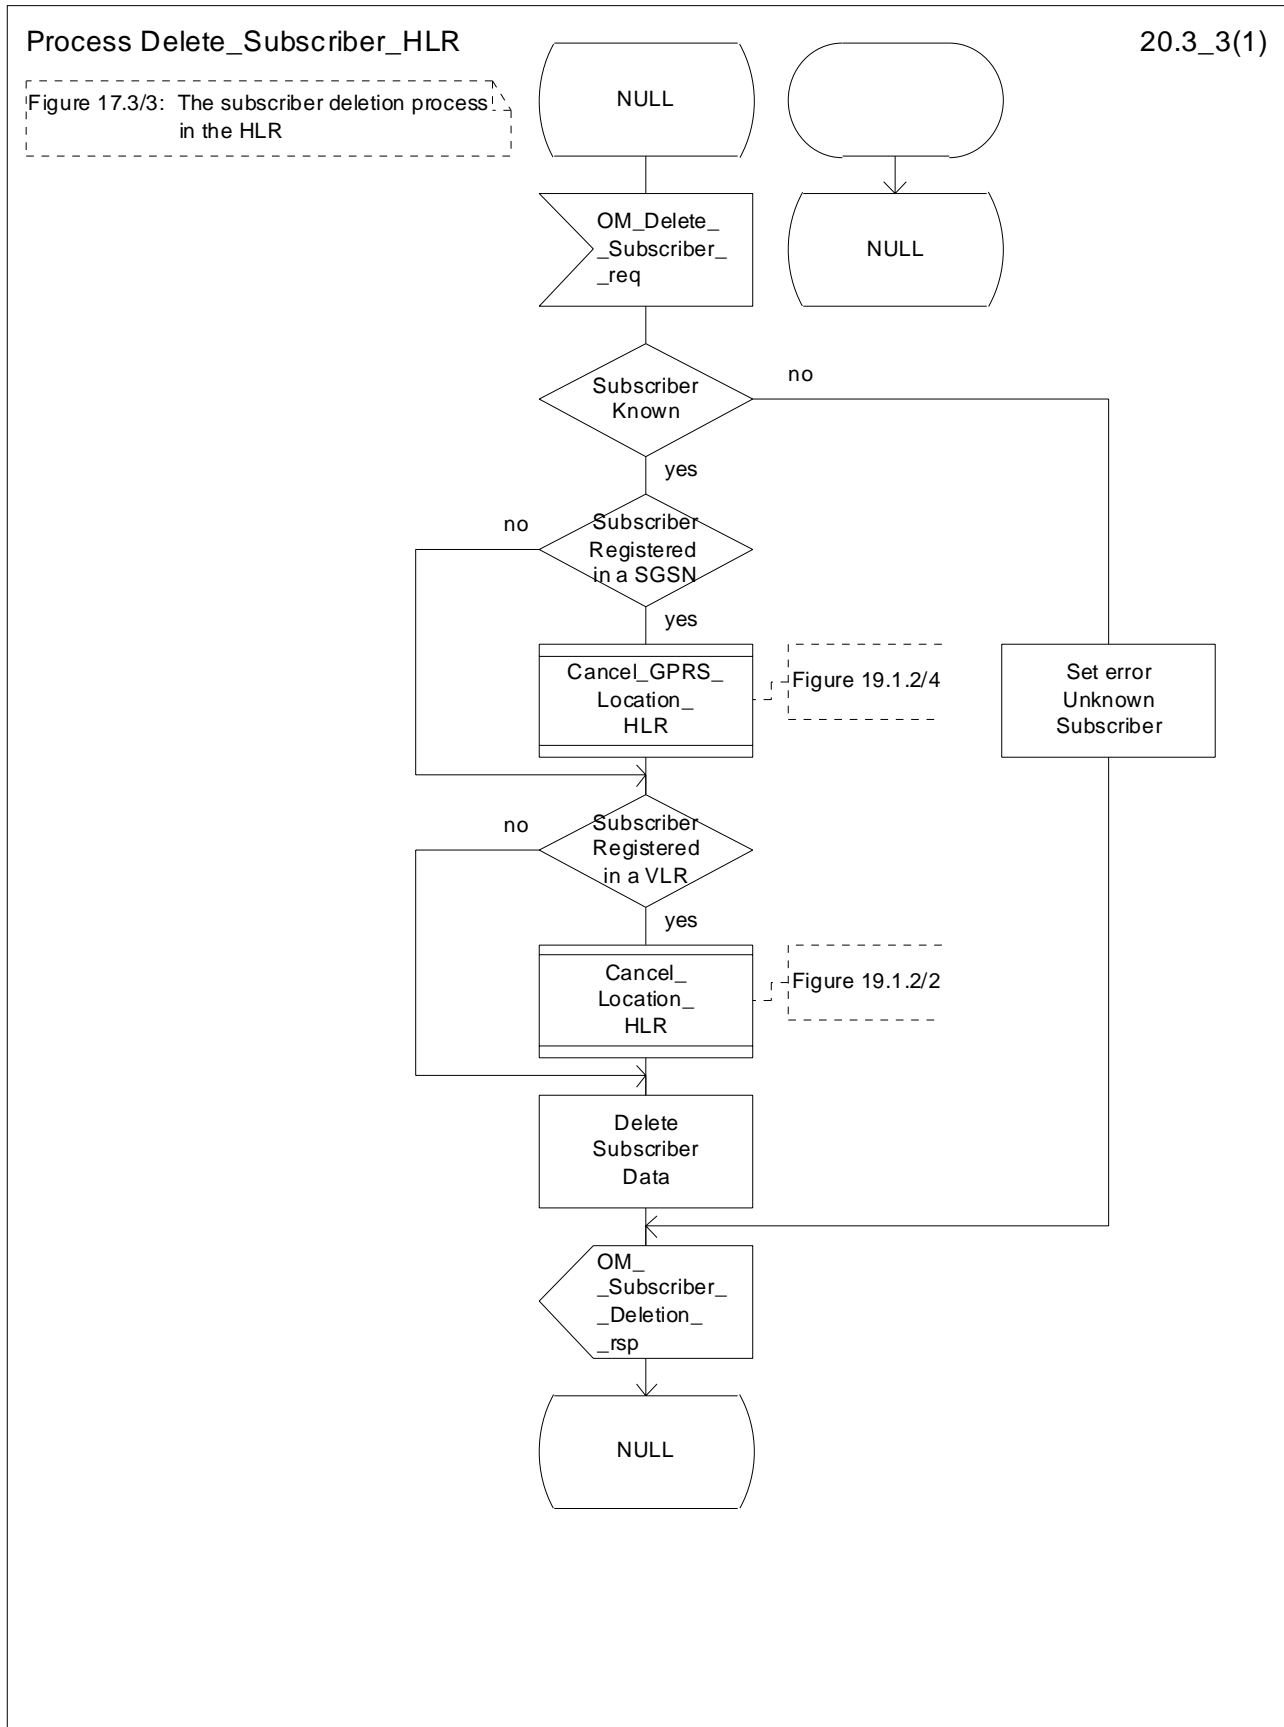 Process Delete_Subscriber_HLR
20.3_3(1)
Figure 17.3/3: The subscriber deletion process
in the HLR
NULL
OM_Delete_
_Subscriber_
_req
NULL
Subscriber
Known
no
yes
no
Subscriber
Registered
in a SGSN
yes
Cancel_GPRS_
Location_
HLR
Figure 19.1.2/4
Set error
Unknown
Subscriber
no
Subscriber
Registered
in a VLR
yes
Cancel_
Location_
HLR
Figure 19.1.2/2
Delete
Subscriber
Data
OM_
_Subscriber_
_Deletion_
_rsp
NULL